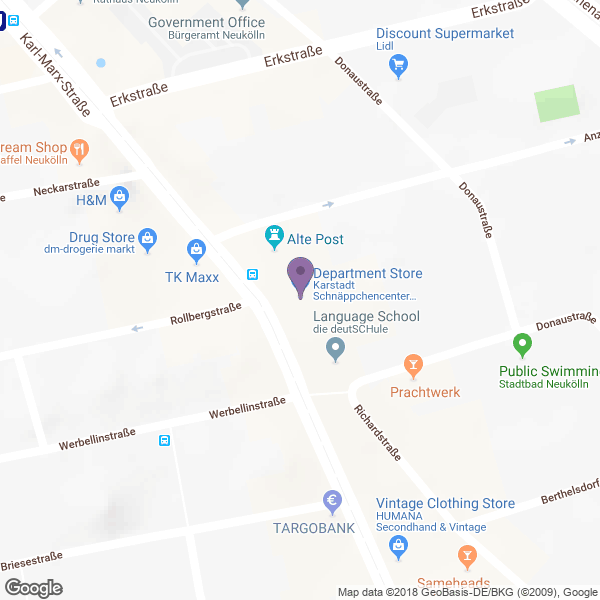 Rathaus Neukölln
Government Office
Bürgeramt Neukölln
Erkstraße
Karl-Marx-Straße
Discount Supermarket
Lidl
Donaustraße
Erkstraße
ream Shop
affel Neukölln
Anz
Neckarstraße
H&M
Donaustraße
Drug Store
dm-drogerie markt
Alte Post
TK Maxx
Department Store
Karstadt
Schnäppchencenter...
Rollbergstraße
Language School
die deutSCHule
Donaustraße
Public Swimming
Stadtbad Neukölln
Prachtwerk
Werbellinstraße
Richardstraße
Werbellinstraße
Berthelsdorf
Vintage Clothing Store
HUMANA
Secondhand & Vintage
TARGOBANK
Briesestraße
Sameheads
Google
Map data ©2018 GeoBasis-DE/BKG (©2009), Google
Google